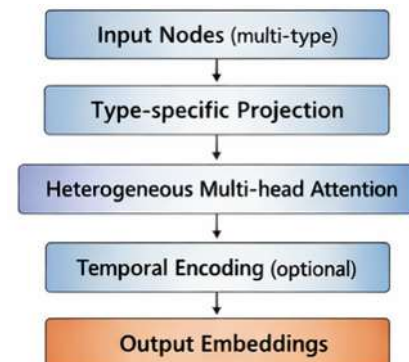 Input Nodes (multi-type)
Type-specific Projection
Heterogeneous Multi-head Attention
Temporal Encoding (optional)
Output Embeddings